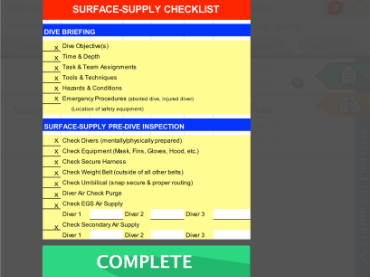 SURFACE-SUPPLY CHECKLIST
DIVE BRIEFING
X Dive Objective(s)
X Time & Depth
X Task & Team Assignments
X Tools & Techniques
X Hazards & Conditions
X Emergency Procedures (aborted dive, injured diver)
(Location of safety equipment)
SURFACE-SUPPLY PRE-DIVE INSPECTION
X Check Divers (mentally/physically prepared)
X Check Equipment (Mask, Fins, Gloves, Hood, etc.)
X Check Secure Harness
X Check Weight Belt (outside of all other belts)
X Check Umbilical (snap secure & proper routing)
X Diver Air Check Purge
X Check EGS Air Supply
Diver 1 Diver 2 Diver 3
X Check Secondary Air Supply
Diver 1 Diver 2 Diver 3
COMPLETE